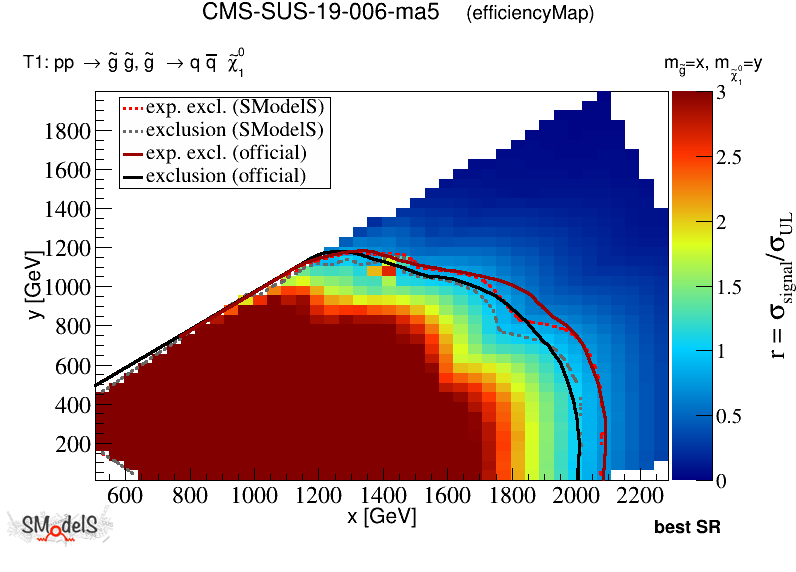 CMS-SUS-19-006-ma5 (efficiencyMap)
T1: pp → g̃ g̃, g̃ → q q̅ χ̃₁⁰
m_g̃=x, m_χ̃₁⁰=y
exp. excl. (SModelS)
exclusion (SModelS)
exp. excl. (official)
exclusion (official)
1800
1600
1400
1200
1000
800
600
400
200
y [GeV]
600 800 1000 1200 1400 1600 1800 2000 2200
x [GeV]
3
2.5
2
1.5
1
0.5
0
r = σ_signal/σ_UL
SModelS
best SR